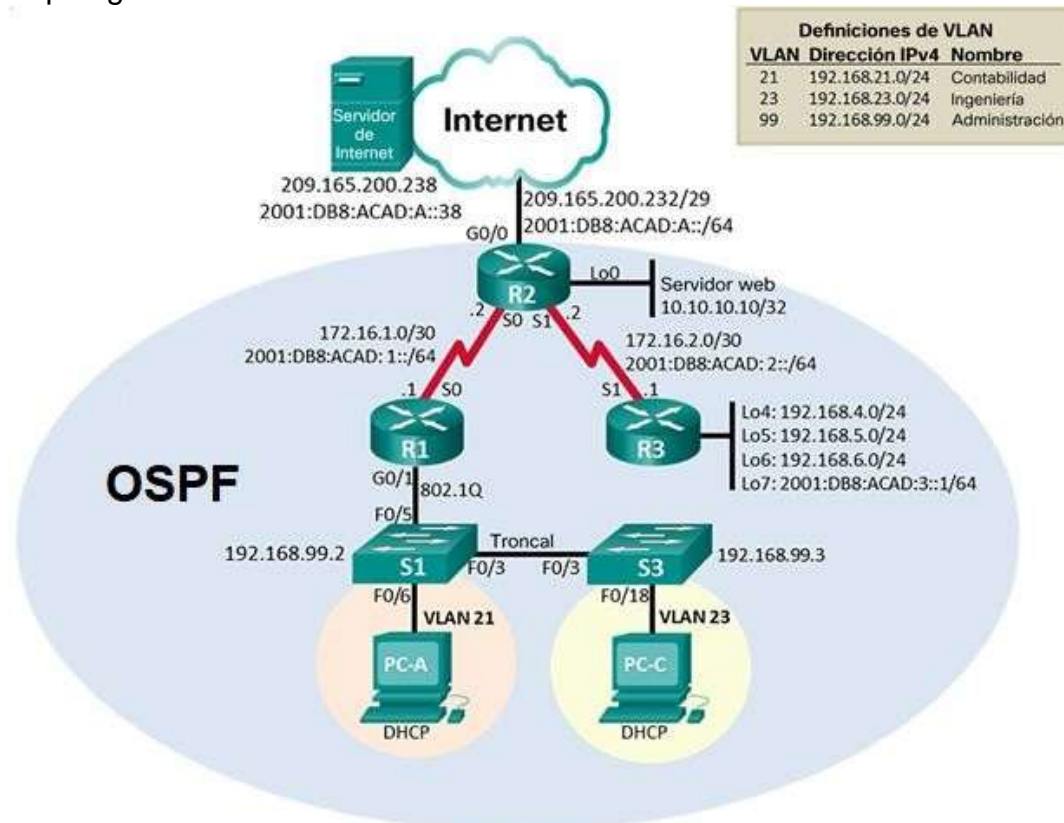 Definiciones de VLAN
VLAN Dirección IPv4 Nombre
21 192.168.21.0/24 Contabilidad
23 192.168.23.0/24 Ingeniería
99 192.168.99.0/24 Administración
Servidor
de
Internet
Internet
209.165.200.238
2001:DB8:ACAD:A::38
209.165.200.232/29
2001:DB8:ACAD:A::/64
G0/0
R2
Lo0
Servidor web
10.10.10.10/32
.2
S0
S1
.2
172.16.1.0/30
2001:DB8:ACAD: 1::/64
172.16.2.0/30
2001:DB8:ACAD: 2::/64
.1
S0
S1
.1
R1
R3
Lo4: 192.168.4.0/24
Lo5: 192.168.5.0/24
Lo6: 192.168.6.0/24
Lo7: 2001:DB8:ACAD:3::1/64
OSPF
G0/1
802.1Q
F0/5
192.168.99.2
S1
Troncal
F0/3
F0/3
S3
192.168.99.3
F0/6
VLAN 21
F0/18
VLAN 23
PC-A
DHCP
PC-C
DHCP